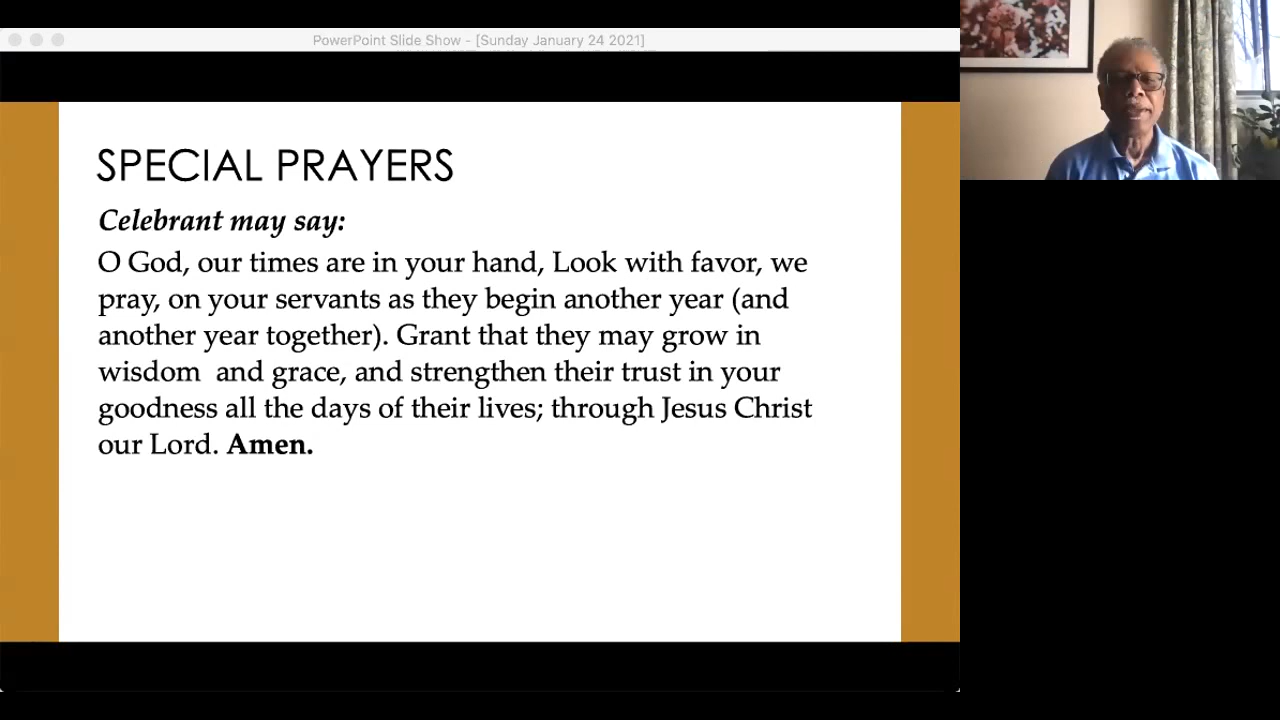 PowerPoint Slide Show - [Sunday January 24 2021]
SPECIAL PRAYERS
Celebrant may say:
O God, our times are in your hand, Look with favor, we
pray, on your servants as they begin another year (and
another year together). Grant that they may grow in
wisdom  and grace, and strengthen their trust in your
goodness all the days of their lives; through Jesus Christ
our Lord. Amen.